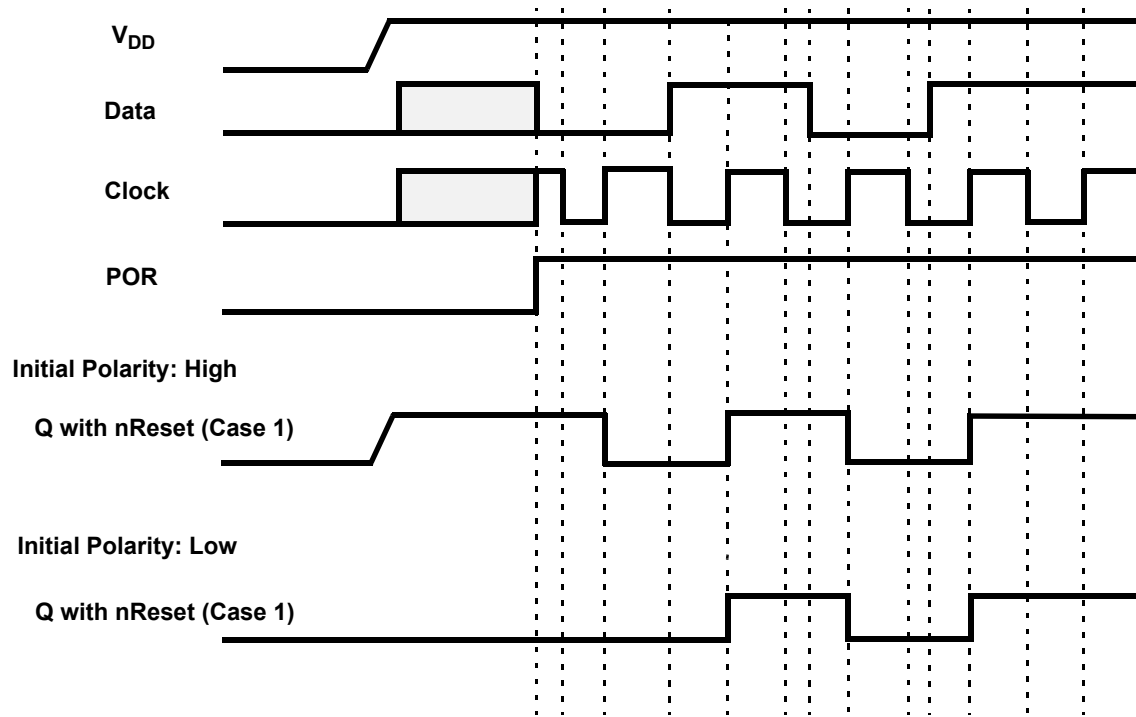 VDD
Data
Clock
POR
Initial Polarity: High
Q with nReset (Case 1)
Initial Polarity: Low
Q with nReset (Case 1)